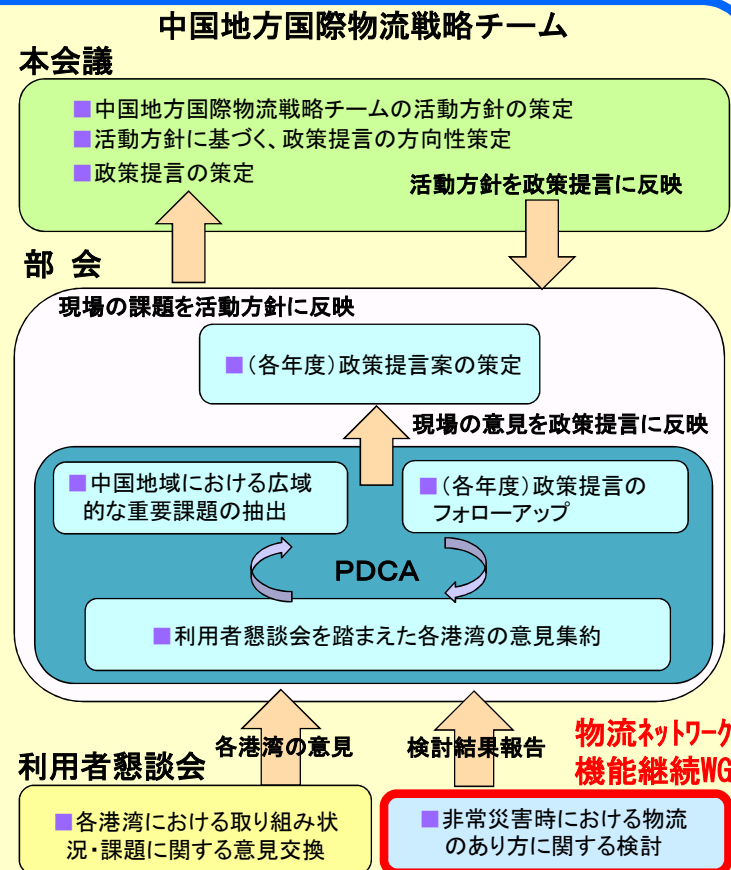 中国地方国際物流戦略チーム
本会議
■中国地方国際物流戦略チームの活動方針の策定
■活動方針に基づく、政策提言の方向性策定
■政策提言の策定
活動方針を政策提言に反映
部 会
現場の課題を活動方針に反映
■（各年度）政策提言案の策定
現場の意見を政策提言に反映
■中国地域における広域
的な重要課題の抽出
■（各年度）政策提言の
フォローアップ
PDCA
■利用者懇談会を踏まえた各港湾の意見集約
各港湾の意見
検討結果報告
物流ネットワーク
機能継続WG
利用者懇談会
■各港湾における取り組み状
況・課題に関する意見交換
■非常災害時における物流
のあり方に関する検討